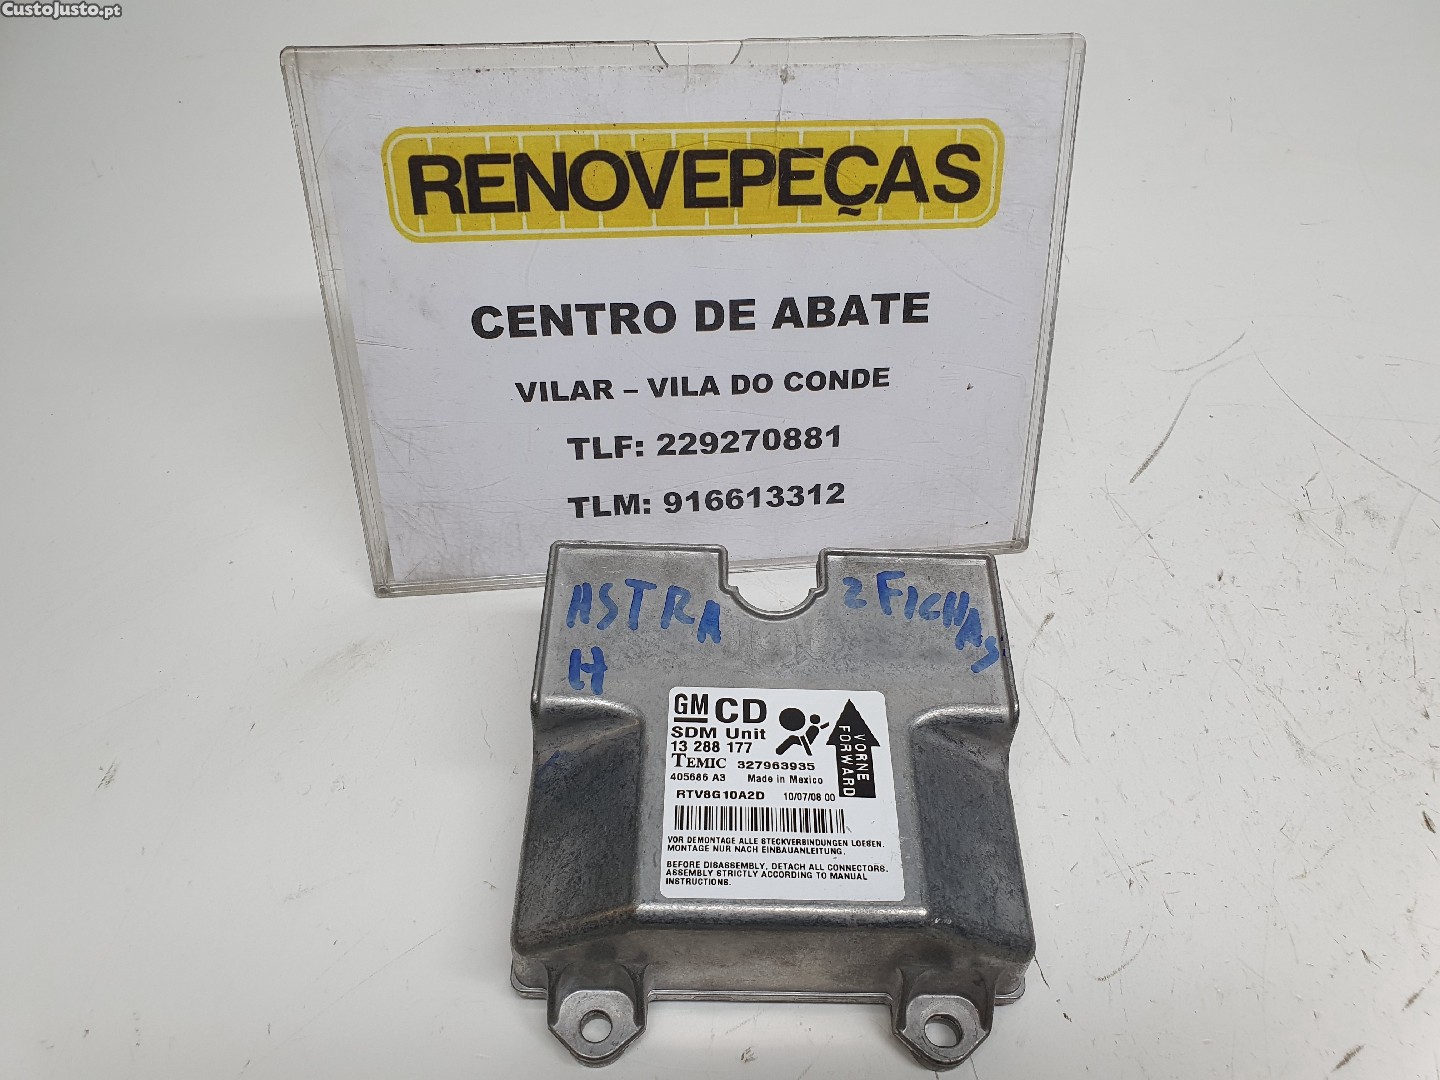 CustoJusto.pt
RENOVEPEÇAS
CENTRO DE ABATE
VILAR – VILA DO CONDE
TLF: 229270881
TLM: 916613312
ASTRA
H
2 FICHAS
GM CD
SDM Unit
13 288 177
TEMIC 327963935
405686 A3 Made in Mexico
RTV8G10A2D 10/07/08 00
VORNE
FORWARD
VOR DEMONTAGE ALLE STECKVERBINDUNGEN LOESEN.
MONTAGE NUR NACH EINBAUANLEITUNG.
BEFORE DISASSEMBLY, DETACH ALL CONNECTORS.
ASSEMBLY STRICTLY ACCORDING TO MANUAL
INSTRUCTIONS.